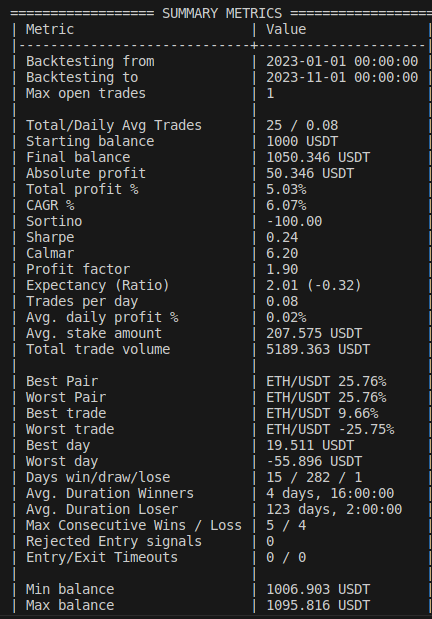 ================== SUMMARY METRICS ==================
| Metric | Value
|-----------------------------+---------------------
| Backtesting from | 2023-01-01 00:00:00
| Backtesting to | 2023-11-01 00:00:00
| Max open trades | 1
| |
| Total/Daily Avg Trades | 25 / 0.08
| Starting balance | 1000 USDT
| Final balance | 1050.346 USDT
| Absolute profit | 50.346 USDT
| Total profit % | 5.03%
| CAGR % | 6.07%
| Sortino | -100.00
| Sharpe | 0.24
| Calmar | 6.20
| Profit factor | 1.90
| Expectancy (Ratio) | 2.01 (-0.32)
| Trades per day | 0.08
| Avg. daily profit % | 0.02%
| Avg. stake amount | 207.575 USDT
| Total trade volume | 5189.363 USDT
| |
| Best Pair | ETH/USDT 25.76%
| Worst Pair | ETH/USDT 25.76%
| Best trade | ETH/USDT 9.66%
| Worst trade | ETH/USDT -25.75%
| Best day | 19.511 USDT
| Worst day | -55.896 USDT
| Days win/draw/lose | 15 / 282 / 1
| Avg. Duration Winners | 4 days, 16:00:00
| Avg. Duration Loser | 123 days, 2:00:00
| Max Consecutive Wins / Loss | 5 / 4
| Rejected Entry signals | 0
| Entry/Exit Timeouts | 0 / 0
| |
| Min balance | 1006.903 USDT
| Max balance | 1095.816 USDT